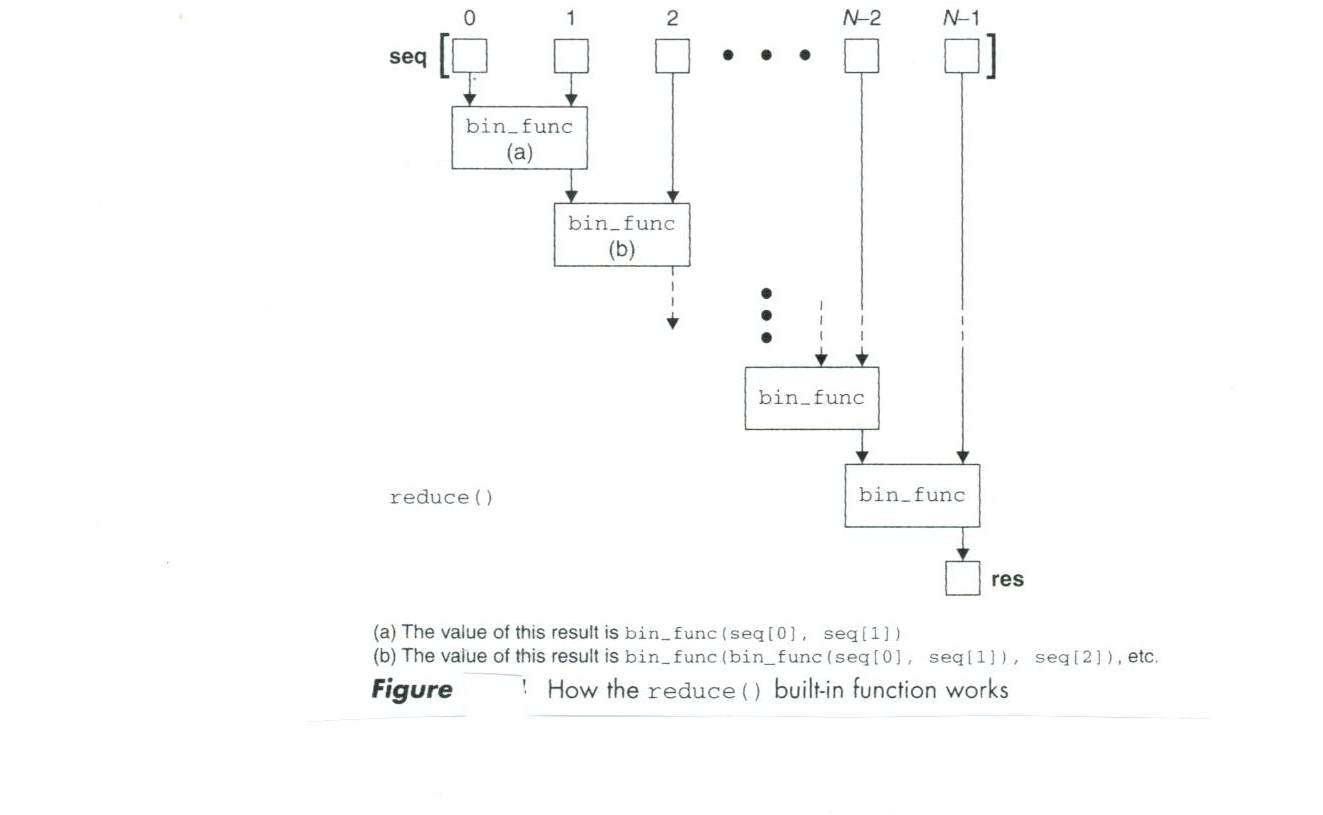 0 1 2 N–2 N–1
seq [ ]
bin_func
(a)
bin_func
(b)
bin_func
reduce() bin_func
res
(a) The value of this result is bin_func(seq[0], seq[1])
(b) The value of this result is bin_func(bin_func(seq[0], seq[1]), seq[2]), etc.
Figure How the reduce() built-in function works